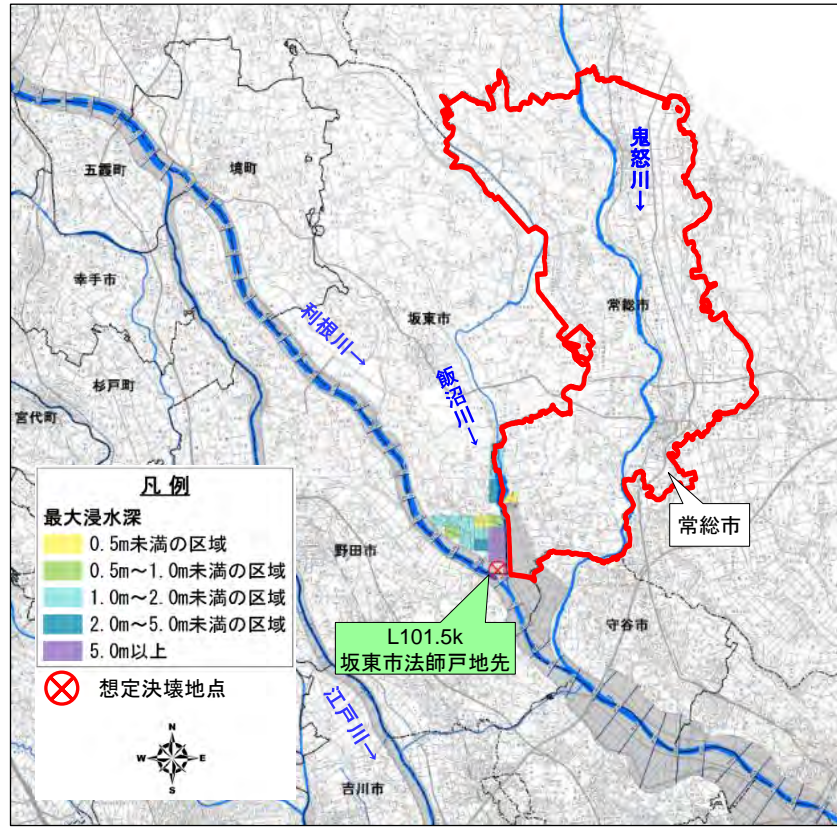 鬼怒川→
五霞町
境町
幸手市
利根川→
坂東市
常総市
杉戸町
飯沼川→
宮代町
凡 例
最大浸水深
0.5m未満の区域
0.5m～1.0m未満の区域
1.0m～2.0m未満の区域
2.0m～5.0m未満の区域
5.0m以上
想定決壊地点
N
W
E
S
常総市
野田市
L101.5k
坂東市法師戸地先
守谷市
江戸川→
吉川市